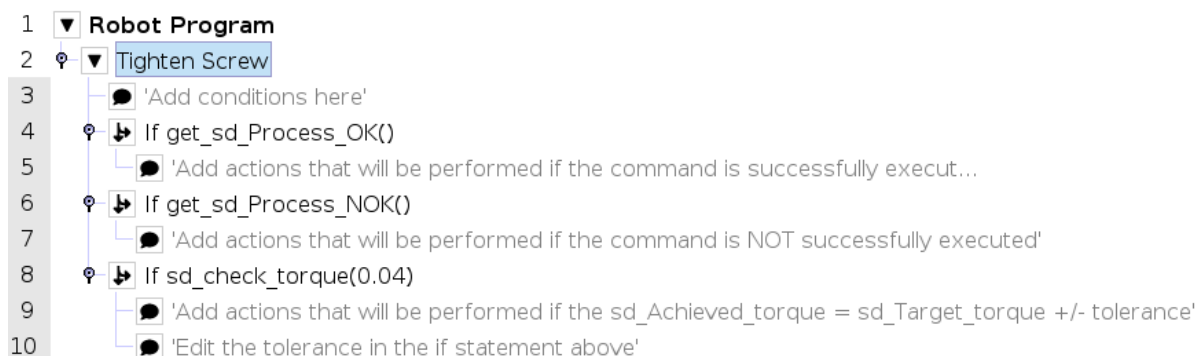 1 Robot Program
2 Tighten Screw
3 'Add conditions here'
4 If get_sd_Process_OK()
5 'Add actions that will be performed if the command is successfully execut...
6 If get_sd_Process_NOK()
7 'Add actions that will be performed if the command is NOT successfully executed'
8 If sd_check_torque(0.04)
9 'Add actions that will be performed if the sd_Achieved_torque = sd_Target_torque +/- tolerance'
10 'Edit the tolerance in the if statement above'